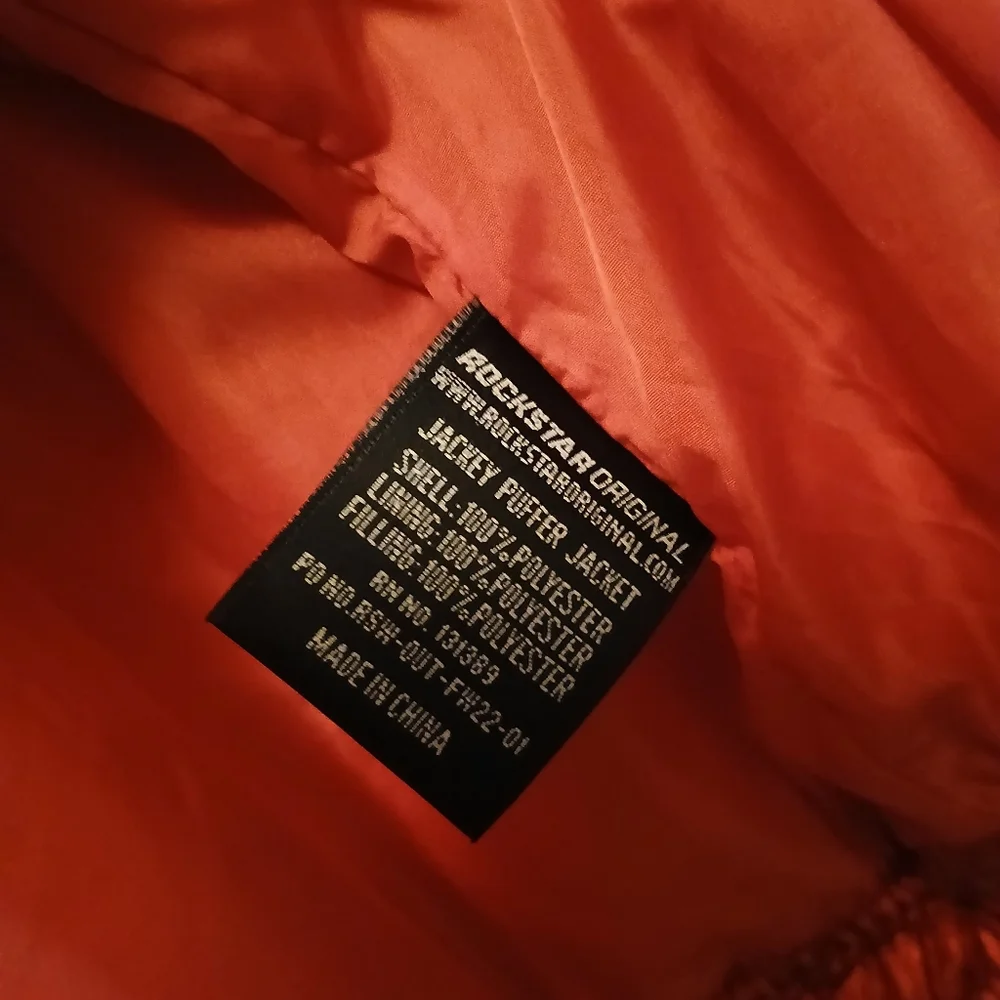 ROCKSTAR ORIGINAL
WWW.ROCKSTARORIGINAL.COM
JACKEY PUFFER JACKET
SHELL: 100%POLYESTER
LINING: 100%POLYESTER
FILLING: 100%POLYESTER
RN NO. 131389
PO NO.RSW-OUT-FW22-01
MADE IN CHINA